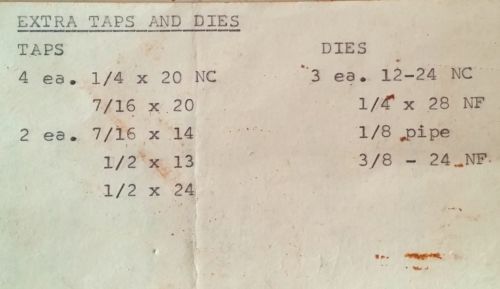 EXTRA TAPS AND DIES
TAPS DIES
4 ea. 1/4 x 20 NC 3 ea. 12-24 NC
7/16 x 20 1/4 x 28 NF
2 ea. 7/16 x 14 1/8 pipe
1/2 x 13 3/8 - 24 NF
1/2 x 24